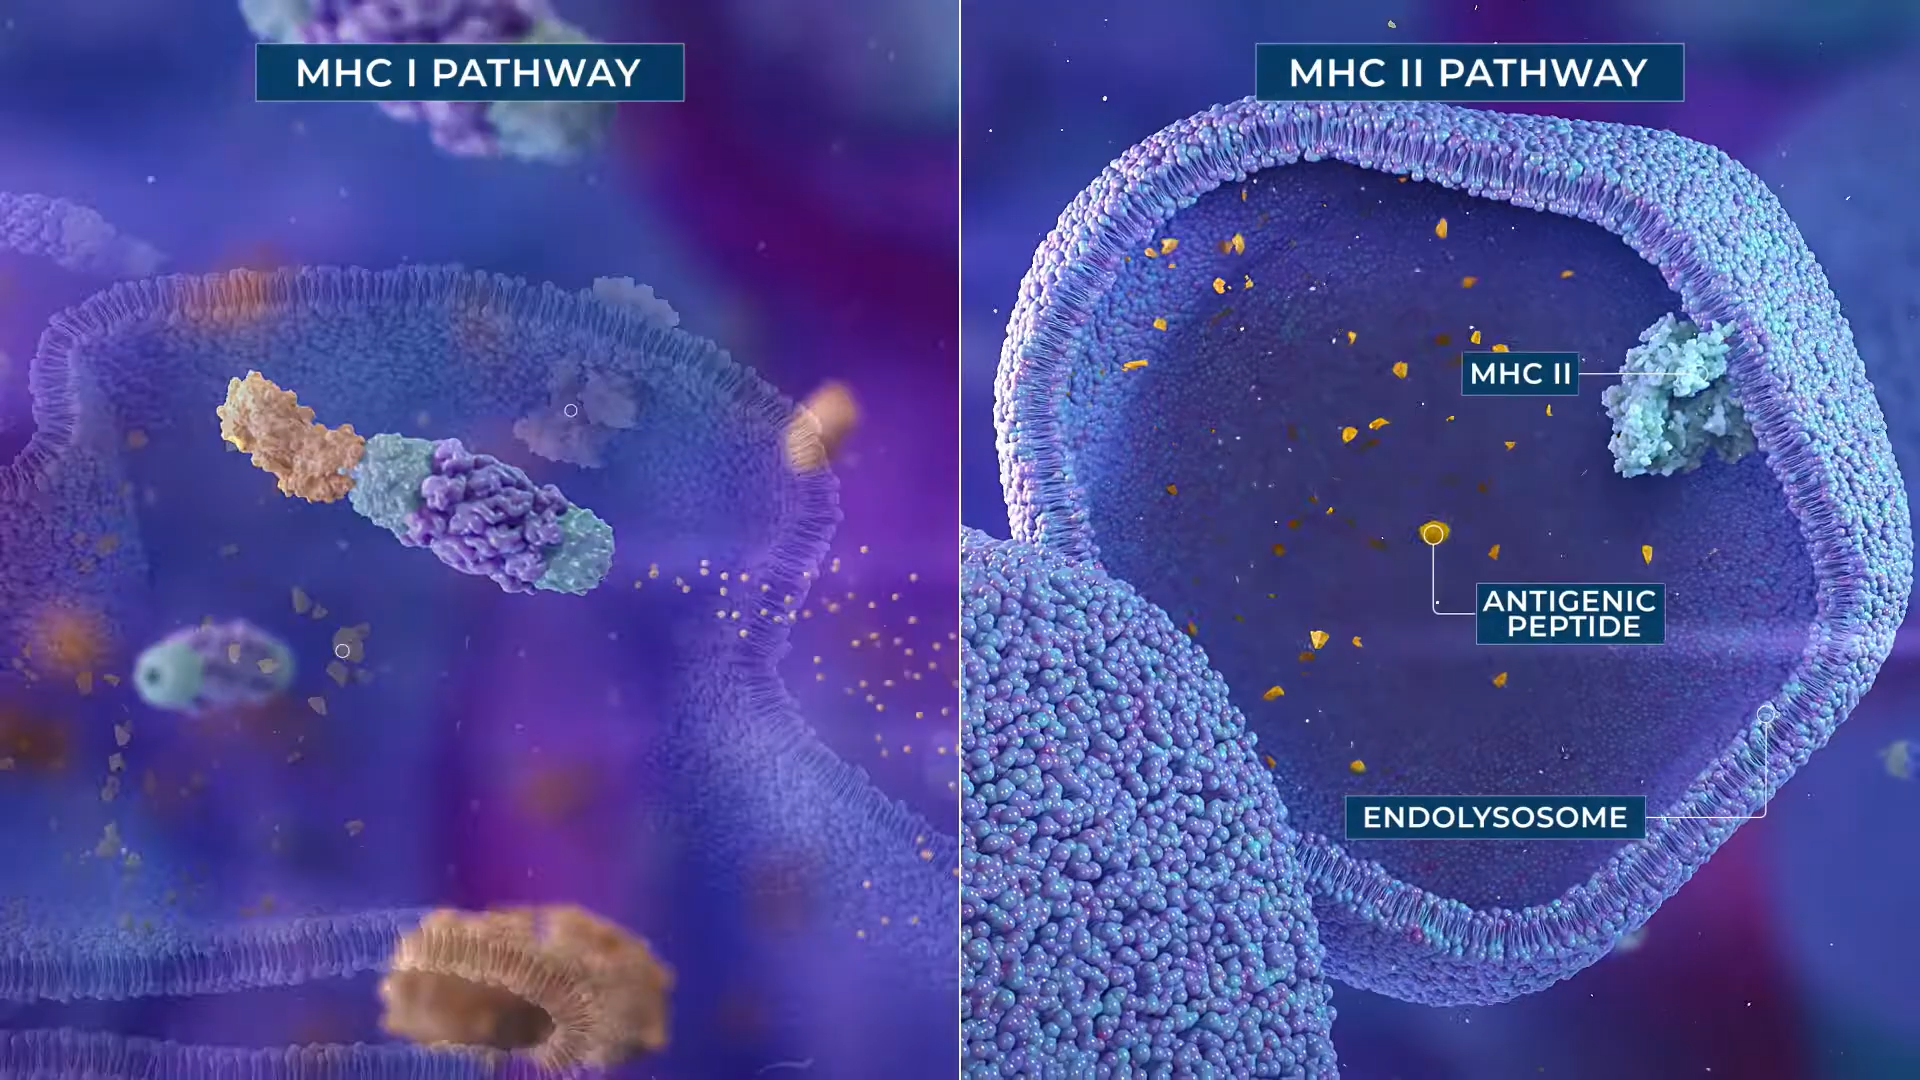 MHC I PATHWAY
MHC II PATHWAY
MHC II
ANTIGENIC
PEPTIDE
ENDOLYSOSOME